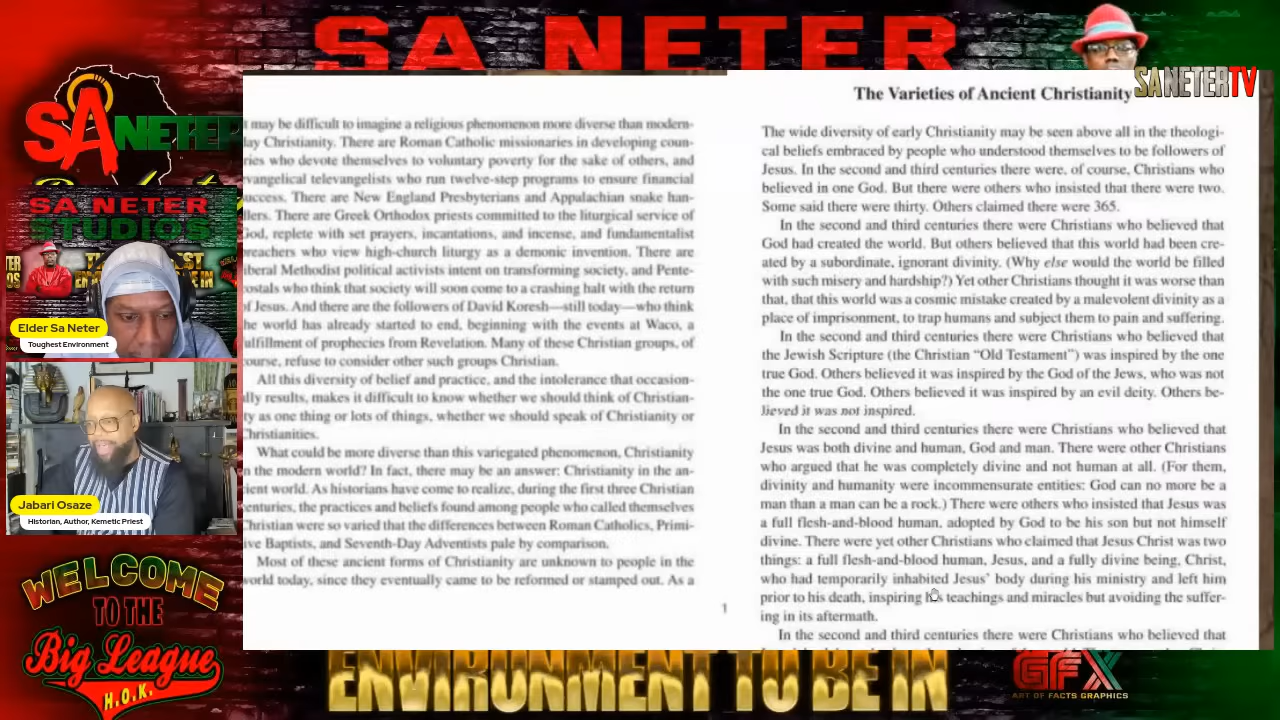 SA NETER
SANETERTV
SA NETER
SA NETER
STUDIOS
Elder Sa Neter
Toughest Environment
Jabari Osaze
Historian, Author, Kemetic Priest
WELCOME
TO THE
Big League
H.O.K.
may be difficult to imagine a religious phenomenon more diverse than modern-
day Christianity. There are Roman Catholic missionaries in developing coun-
ries who devote themselves to voluntary poverty for the sake of others, and
vangelical televangelists who run twelve-step programs to ensure financial
uccess. There are New England Presbyterians and Appalachian snake han-
llers. There are Greek Orthodox priests committed to the liturgical service of
God, replete with set prayers, incantations, and incense, and fundamentalist
reachers who view high-church liturgy as a demonic invention. There are
iberal Methodist political activists intent on transforming society, and Pente-
ostals who think that society will soon come to a crashing halt with the return
f Jesus. And there are the followers of David Koresh—still today—who think
he world has already started to end, beginning with the events at Waco, a
ulfillment of prophecies from Revelation. Many of these Christian groups, of
ourse, refuse to consider other such groups Christian.
All this diversity of belief and practice, and the intolerance that occasion-
lly results, makes it difficult to know whether we should think of Christian-
ty as one thing or lots of things, whether we should speak of Christianity or
Christianities.
What could be more diverse than this variegated phenomenon, Christianity
n the modern world? In fact, there may be an answer: Christianity in the an-
cient world. As historians have come to realize, during the first three Christian
enturies, the practices and beliefs found among people who called themselves
Christian were so varied that the differences between Roman Catholics, Primi-
ive Baptists, and Seventh-Day Adventists pale by comparison.
Most of these ancient forms of Christianity are unknown to people in the
world today, since they eventually came to be reformed or stamped out. As a
1
The Varieties of Ancient Christianity
The wide diversity of early Christianity may be seen above all in the theologi-
cal beliefs embraced by people who understood themselves to be followers of
Jesus. In the second and third centuries there were, of course, Christians who
believed in one God. But there were others who insisted that there were two.
Some said there were thirty. Others claimed there were 365.
In the second and third centuries there were Christians who believed that
God had created the world. But others believed that this world had been cre-
ated by a subordinate, ignorant divinity. (Why else would the world be filled
with such misery and hardship?) Yet other Christians thought it was worse than
that, that this world was a cosmic mistake created by a malevolent divinity as a
place of imprisonment, to trap humans and subject them to pain and suffering.
In the second and third centuries there were Christians who believed that
the Jewish Scripture (the Christian “Old Testament”) was inspired by the one
true God. Others believed it was inspired by the God of the Jews, who was not
the one true God. Others believed it was inspired by an evil deity. Others be-
lieved it was not inspired.
In the second and third centuries there were Christians who believed that
Jesus was both divine and human, God and man. There were other Christians
who argued that he was completely divine and not human at all. (For them,
divinity and humanity were incommensurate entities: God can no more be a
man than a man can be a rock.) There were others who insisted that Jesus was
a full flesh-and-blood human, adopted by God to be his son but not himself
divine. There were yet other Christians who claimed that Jesus Christ was two
things: a full flesh-and-blood human, Jesus, and a fully divine being, Christ,
who had temporarily inhabited Jesus’ body during his ministry and left him
prior to his death, inspiring his teachings and miracles but avoiding the suffer-
ing in its aftermath.
In the second and third centuries there were Christians who believed that
ENVIRONMENT TO BE IN
GFX
ART OF FACTS GRAPHICS